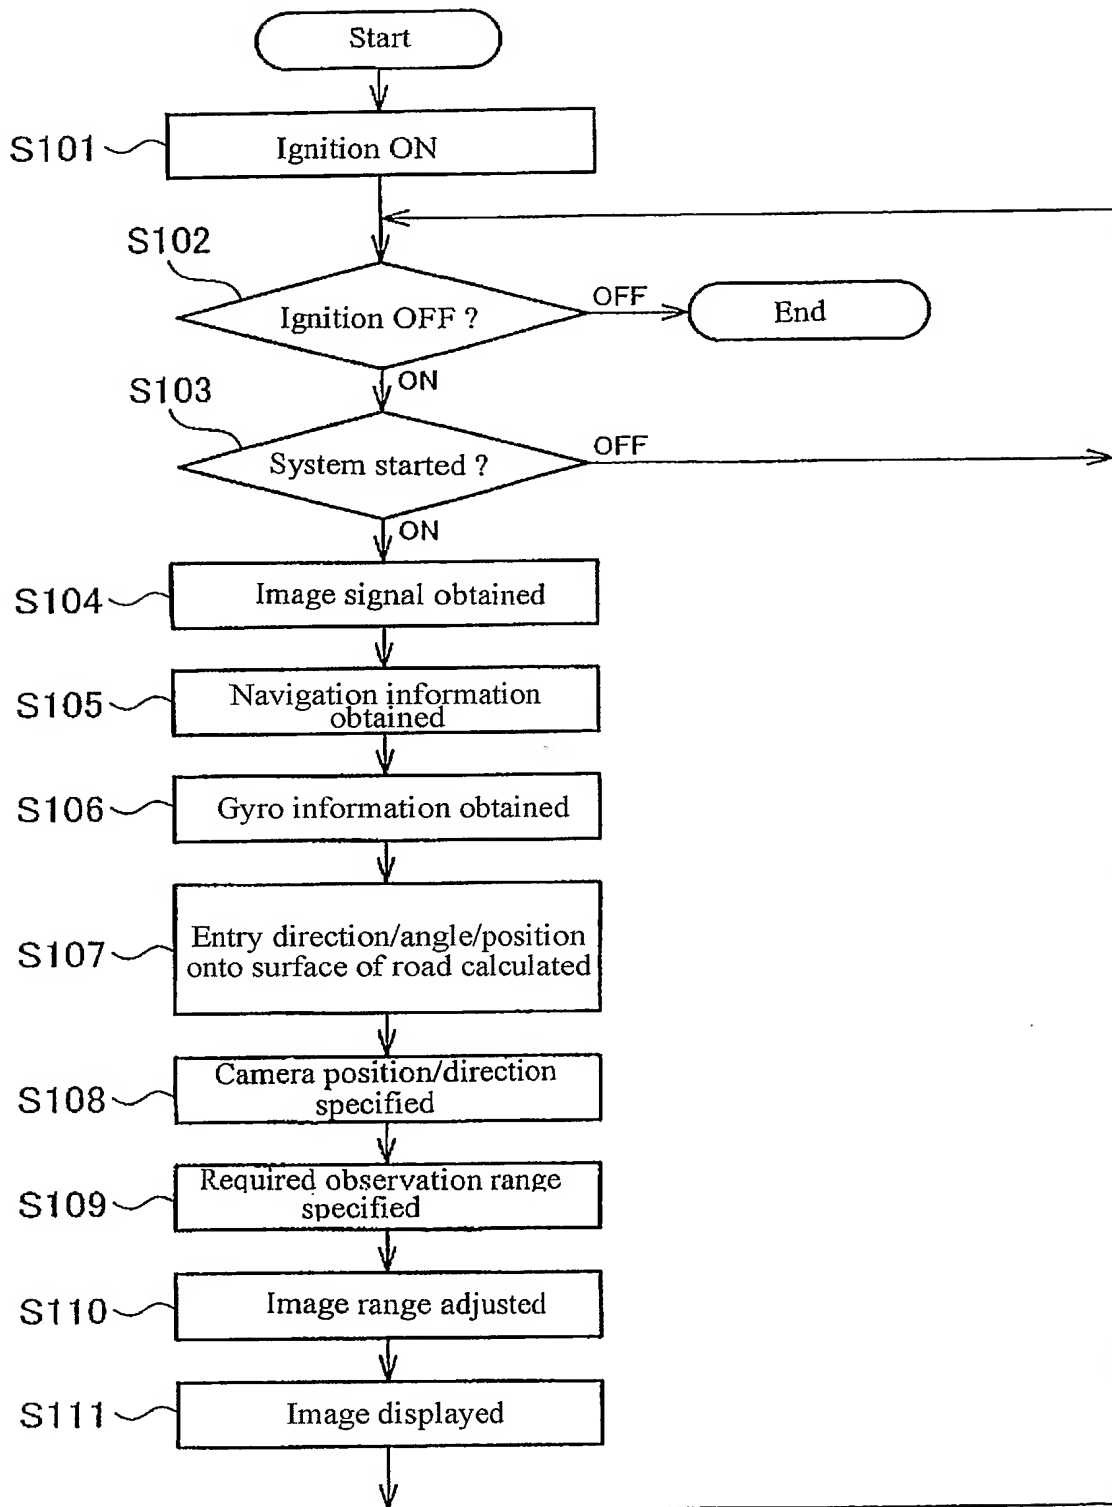 Start
S101
Ignition ON
S102
Ignition OFF ?
OFF
End
ON
S103
System started ?
OFF
ON
S104
Image signal obtained
S105
Navigation information
obtained
S106
Gyro information obtained
S107
Entry direction/angle/position
onto surface of road calculated
S108
Camera position/direction
specified
S109
Required observation range
specified
S110
Image range adjusted
S111
Image displayed